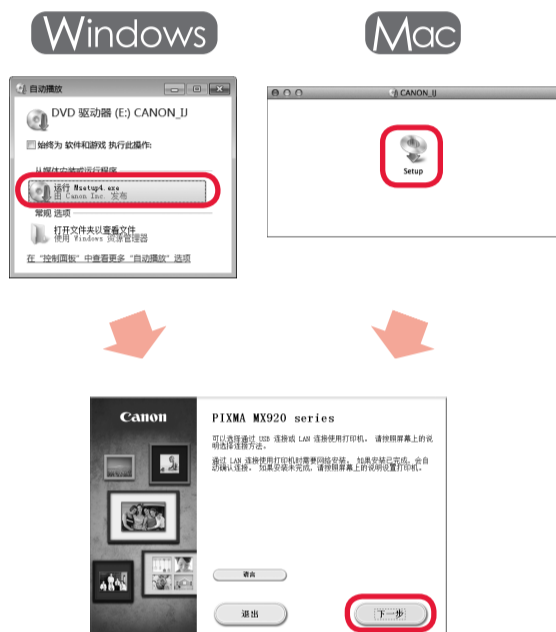 Windows
Mac
自动播放
DVD 驱动器 (E:) CANON_IJ
始终为 软件和游戏 执行此操作:
从媒体安装或运行程序
运行 Msetup4.exe
由 Canon Inc. 发布
常规 选项
打开文件夹以查看文件
使用 Windows 资源管理器
在 "控制面板" 中查看更多 "自动播放" 选项
CANON_IJ
Setup
Canon
PIXMA MX920 series
可以选择通过 USB 连接或 LAN 连接使用打印机。 请按照屏幕上的说
明选择连接方法。
通过 LAN 连接使用打印机时需要网络安装。 如果安装已完成，会自
动确认连接。 如果安装未完成，请按照屏幕上的说明设置打印机。
语言
退出
下一步